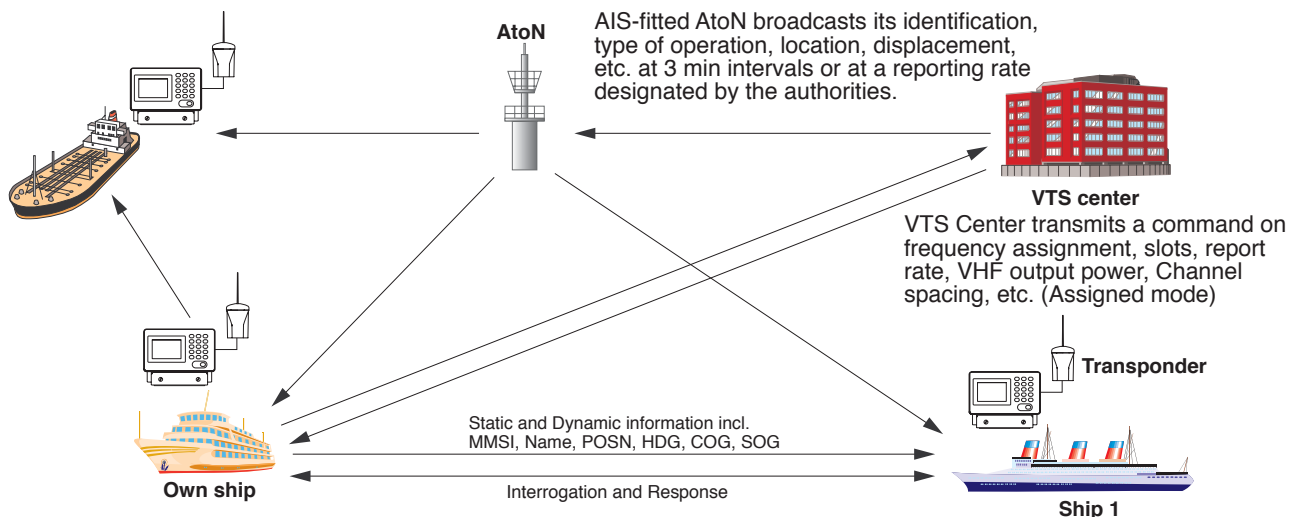 AtoN
AIS-fitted AtoN broadcasts its identification,
type of operation, location, displacement,
etc. at 3 min intervals or at a reporting rate
designated by the authorities.
VTS center
VTS Center transmits a command on
frequency assignment, slots, report
rate, VHF output power, Channel
spacing, etc. (Assigned mode)
Transponder
Static and Dynamic information incl.
MMSI, Name, POSN, HDG, COG, SOG
Own ship
Interrogation and Response
Ship 1